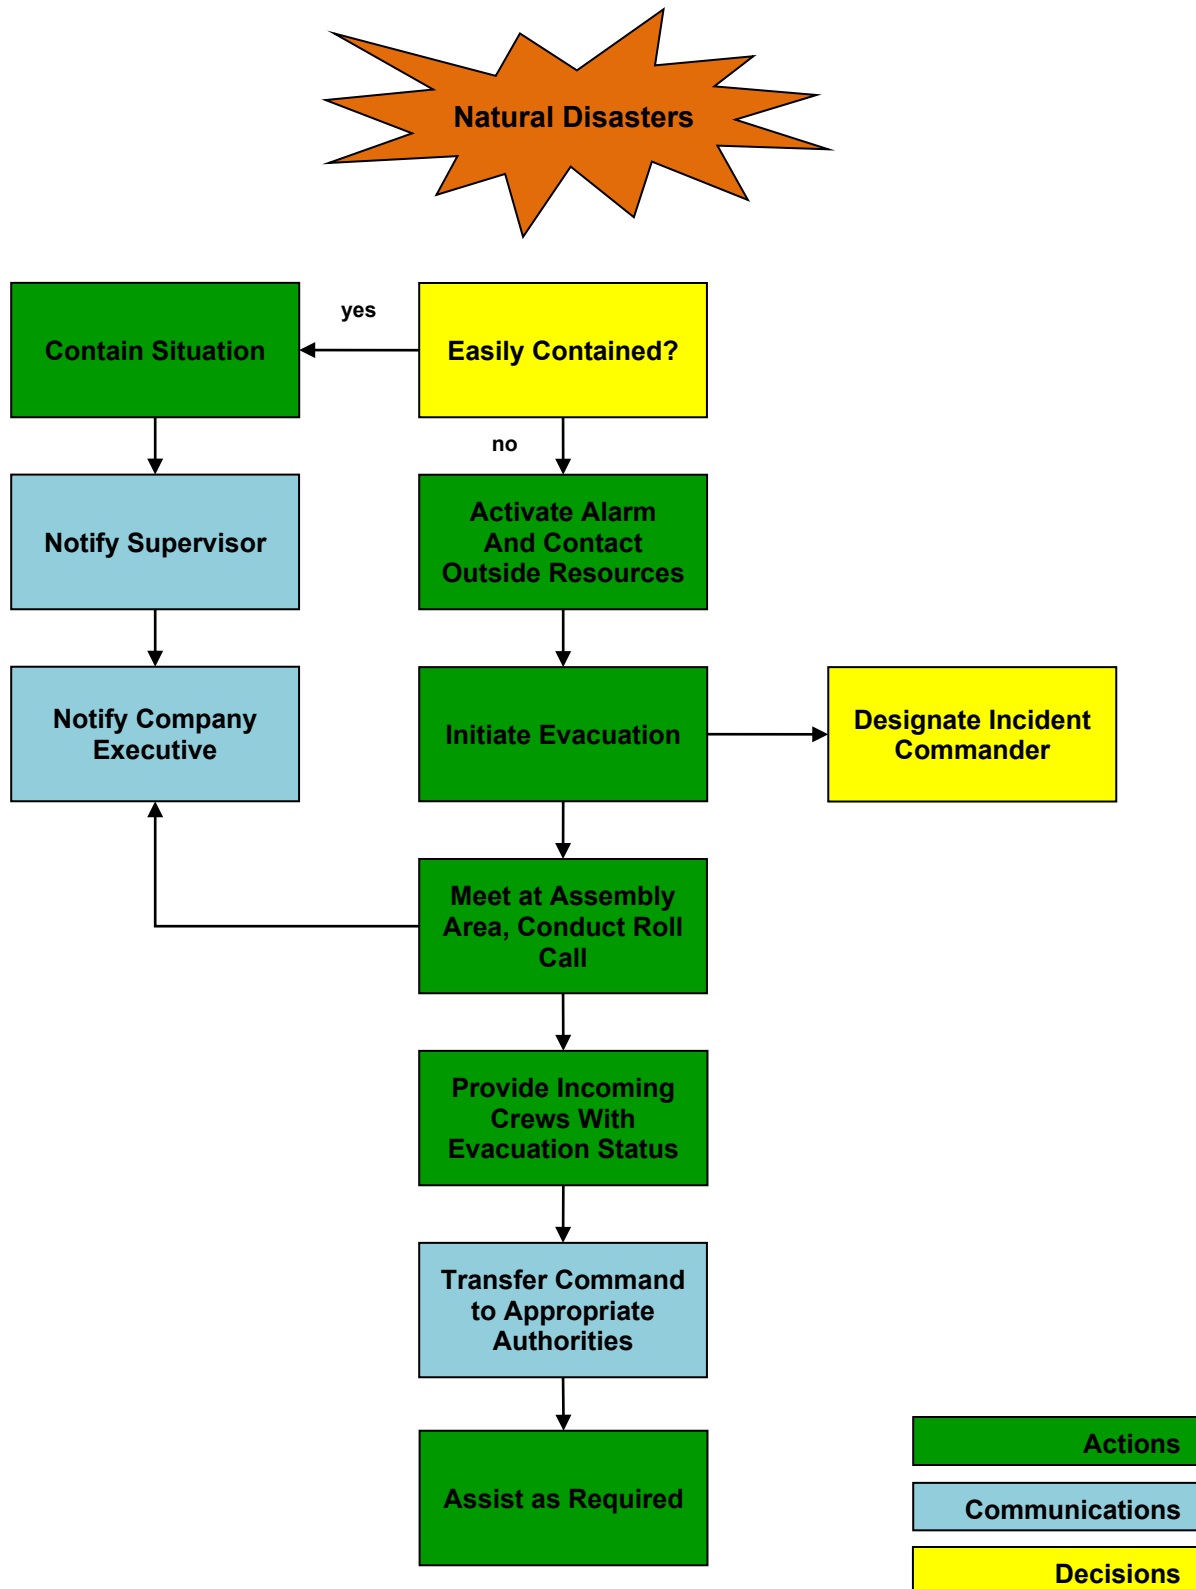 Natural Disasters
yes
Contain Situation
Easily Contained?
no
Notify Supervisor
Activate Alarm
And Contact
Outside Resources
Notify Company
Executive
Initiate Evacuation
Designate Incident
Commander
Meet at Assembly
Area, Conduct Roll
Call
Provide Incoming
Crews With
Evacuation Status
Transfer Command
to Appropriate
Authorities
Assist as Required
Actions
Communications
Decisions